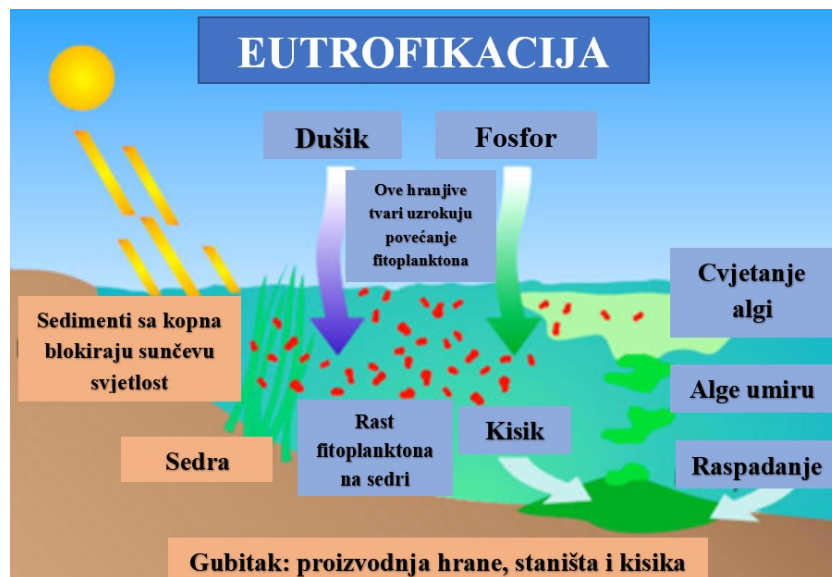 EUTROFIKACIJA
Dušik
Fosfor
Ove hranjive
tvari uzrokuju
povećanje
fitoplanktona
Cvjetanje
algi
Sedimenti sa kopna
blokiraju sunčevu
svjetlost
Alge umiru
Rast
fitoplanktona
na sedri
Kisik
Sedra
Raspadanje
Gubitak: proizvodnja hrane, staništa i kisika